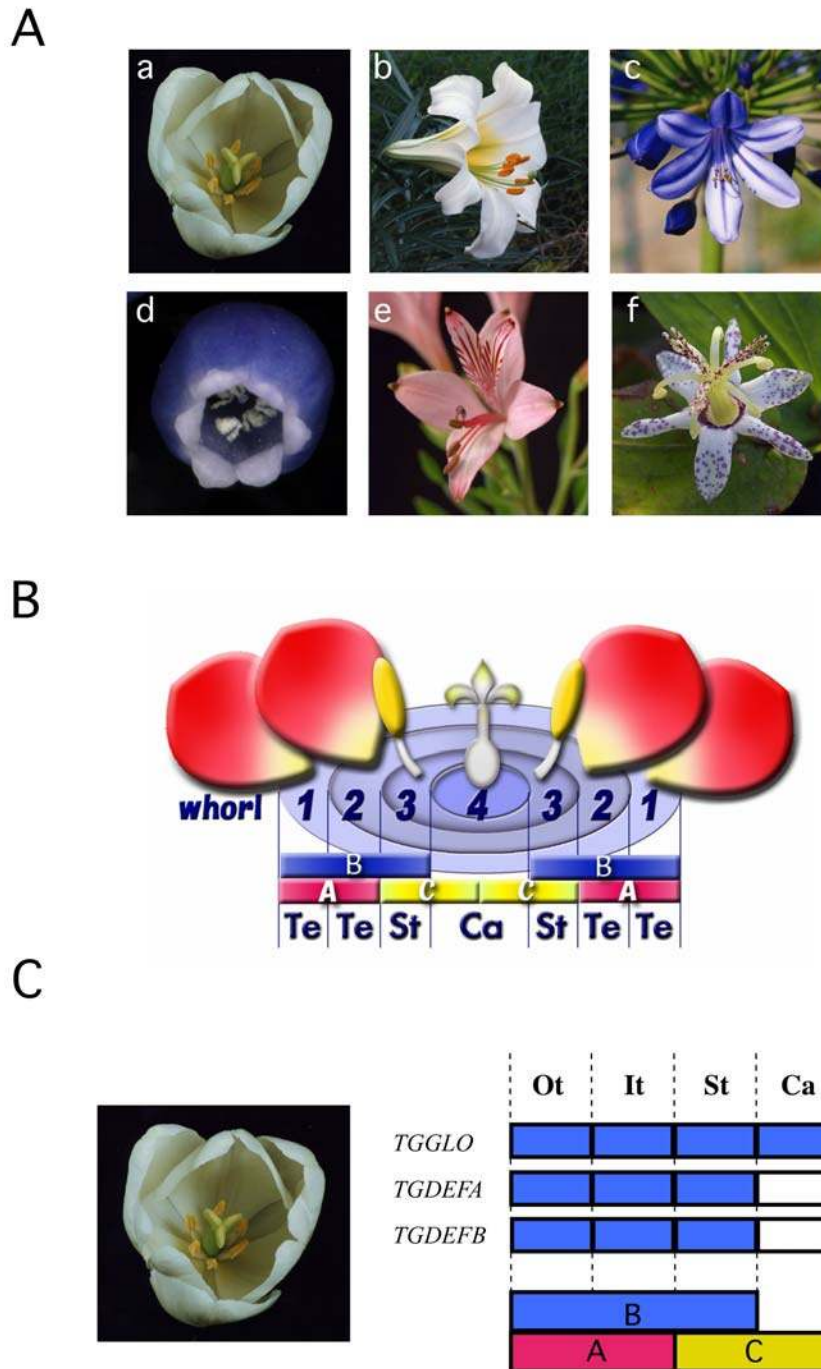 A
a b c
d e f
B
whorl 1 2 3 4 3 2 1
B B
A C C A
Te Te St Ca St Te Te
C
Ot It St Ca
TGGLO
TGDEFA
TGDEFB
B
A C